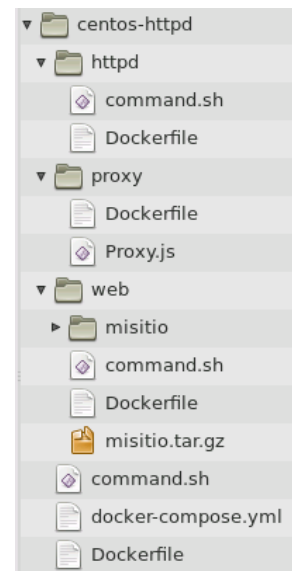 centos-httpd
httpd
command.sh
Dockerfile
proxy
Dockerfile
Proxy.js
web
misitio
command.sh
Dockerfile
misitio.tar.gz
command.sh
docker-compose.yml
Dockerfile